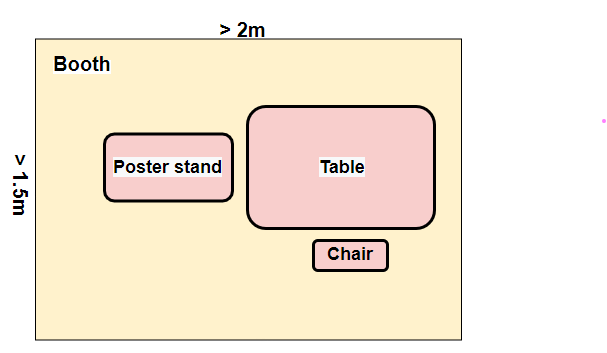 > 2m
Booth
> 1.5m
Poster stand
Table
Chair